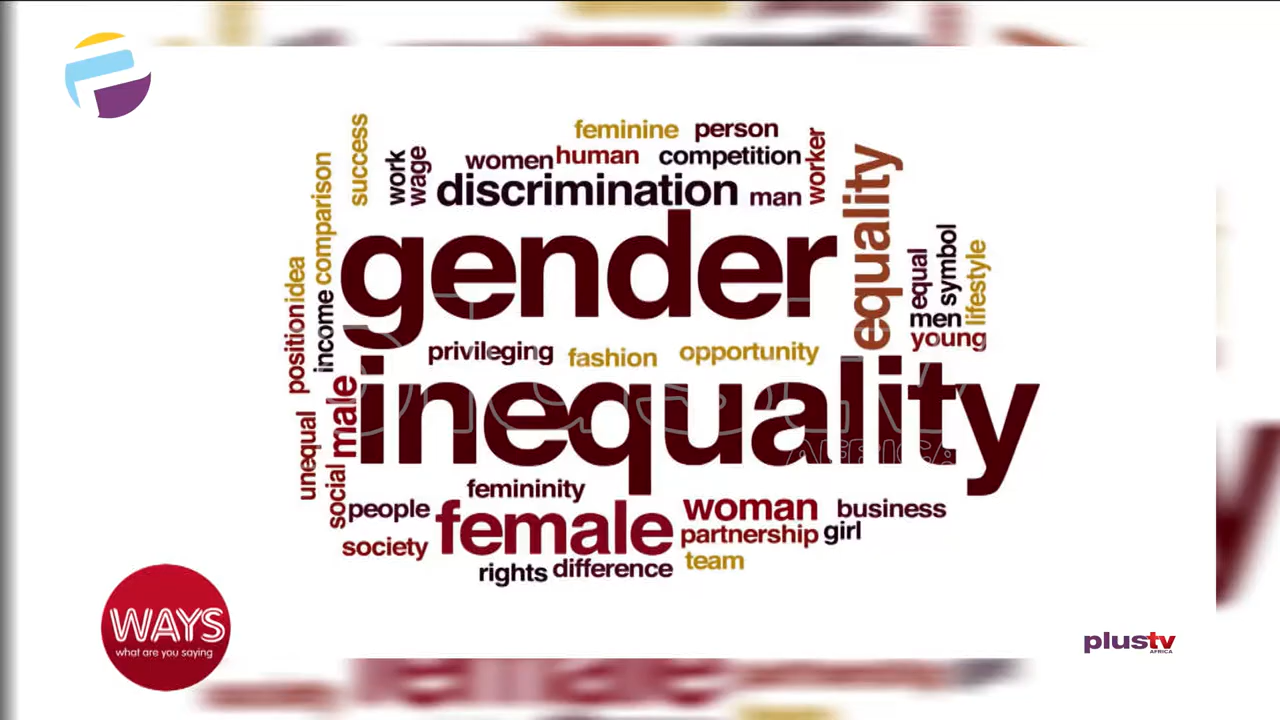 success
comparison
idea
position
income
unequal
social
male
work
wage
feminine
person
women
human
competition
worker
discrimination
man
gender
equality
equal
symbol
lifestyle
men
young
privileging
fashion
opportunity
inequality
femininity
people
female
woman
business
society
partnership
girl
rights
difference
team
WAYS
what are you saying
plustv
AFRICA
plustv
AFRICA